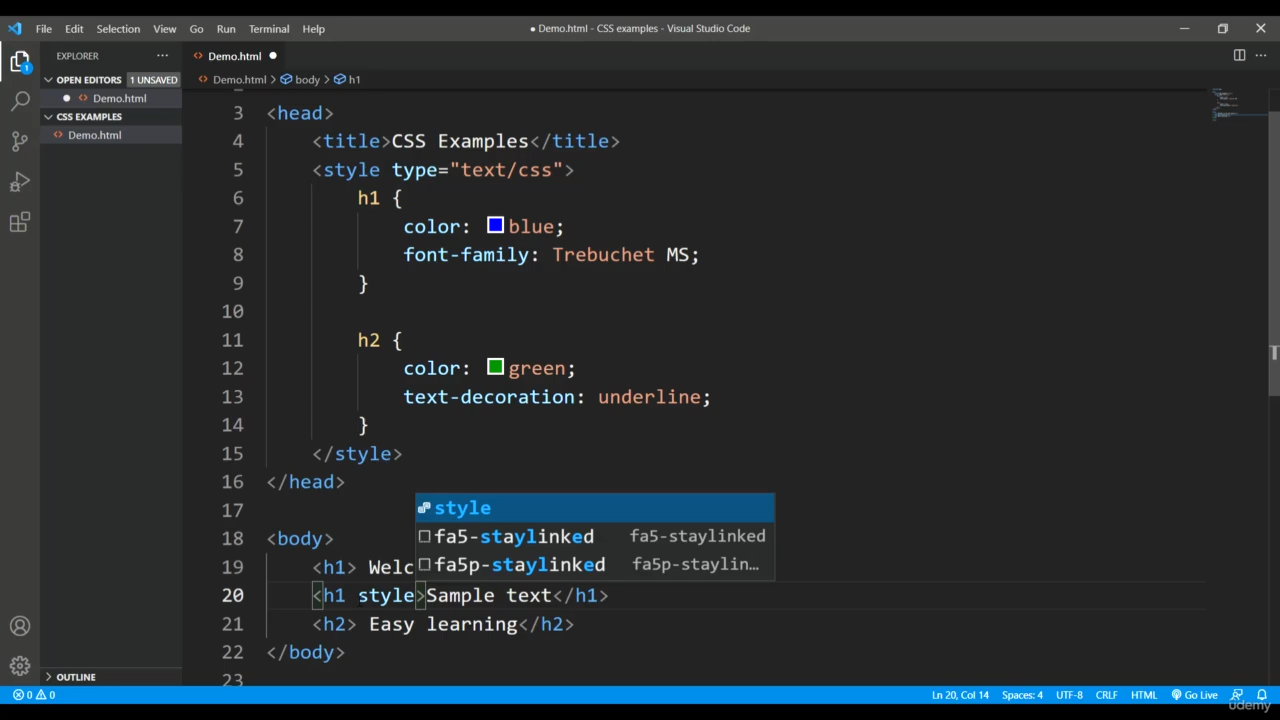 File Edit Selection View Go Run Terminal Help
● Demo.html - CSS examples - Visual Studio Code
EXPLORER ···
Demo.html ●
OPEN EDITORS 1 UNSAVED
Demo.html > body > h1
● Demo.html
CSS EXAMPLES
Demo.html
1
3 <head>
4 <title>CSS Examples</title>
5 <style type="text/css">
6 h1 {
7 color: blue;
8 font-family: Trebuchet MS;
9 }
10
11 h2 {
12 color: green;
13 text-decoration: underline;
14 }
15 </style>
16 </head>
17
style
18 <body>
fa5-staylinked fa5-staylinked
19 <h1> Welc
fa5p-staylinked fa5p-staylin...
20 <h1 style>Sample text</h1>
21 <h2> Easy learning</h2>
22 </body>
23
OUTLINE
0 0 Ln 20, Col 14 Spaces: 4 UTF-8 CRLF HTML Go Live
udemy